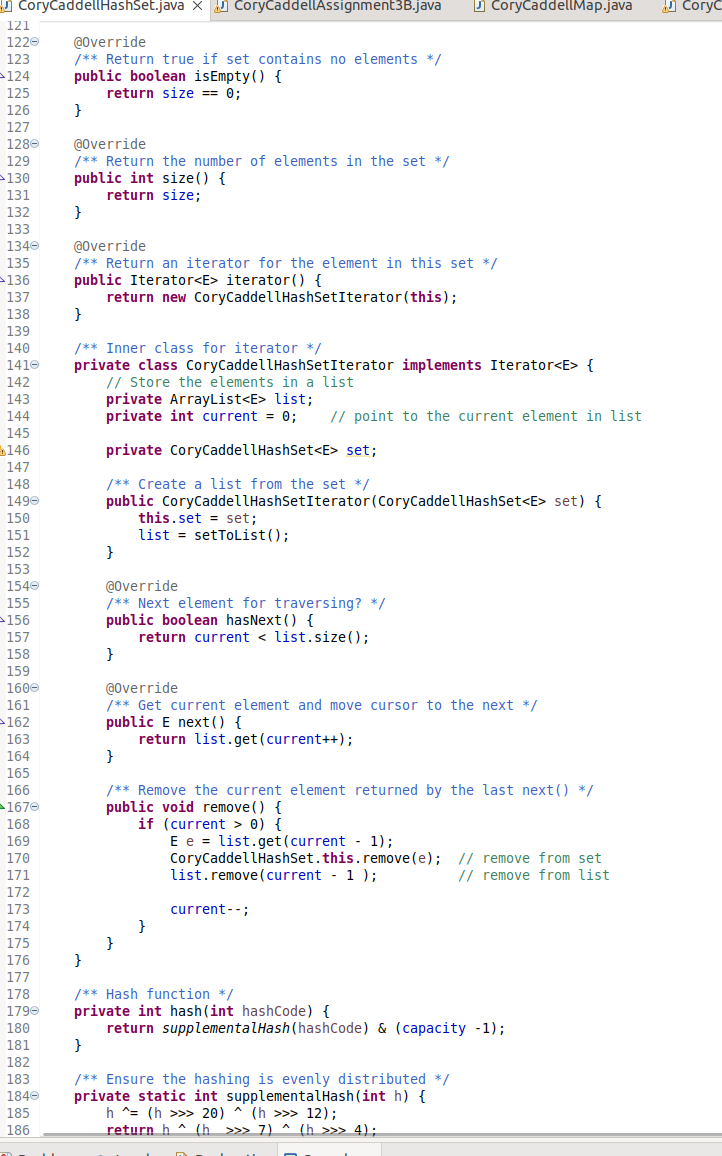 CoryCaddellHashSet.java CoryCaddellAssignment3B.java CoryCaddellMap.java CoryC
121
122 @Override
123 /** Return true if set contains no elements */
124 public boolean isEmpty() {
125 return size == 0;
126 }
127
128 @Override
129 /** Return the number of elements in the set */
130 public int size() {
131 return size;
132 }
133
134 @Override
135 /** Return an iterator for the element in this set */
136 public Iterator<E> iterator() {
137 return new CoryCaddellHashSetIterator(this);
138 }
139
140 /** Inner class for iterator */
141 private class CoryCaddellHashSetIterator implements Iterator<E> {
142 // Store the elements in a list
143 private ArrayList<E> list;
144 private int current = 0; // point to the current element in list
145
146 private CoryCaddellHashSet<E> set;
147
148 /** Create a list from the set */
149 public CoryCaddellHashSetIterator(CoryCaddellHashSet<E> set) {
150 this.set = set;
151 list = setToList();
152 }
153
154 @Override
155 /** Next element for traversing? */
156 public boolean hasNext() {
157 return current < list.size();
158 }
159
160 @Override
161 /** Get current element and move cursor to the next */
162 public E next() {
163 return list.get(current++);
164 }
165
166 /** Remove the current element returned by the last next() */
167 public void remove() {
168 if (current > 0) {
169 E e = list.get(current - 1);
170 CoryCaddellHashSet.this.remove(e); // remove from set
171 list.remove(current - 1 ); // remove from list
172
173 current--;
174 }
175 }
176 }
177
178 /** Hash function */
179 private int hash(int hashCode) {
180 return supplementalHash(hashCode) & (capacity -1);
181 }
182
183 /** Ensure the hashing is evenly distributed */
184 private static int supplementalHash(int h) {
185 h ^= (h >>> 20) ^ (h >>> 12);
186 return h ^ (h >>> 7) ^ (h >>> 4);